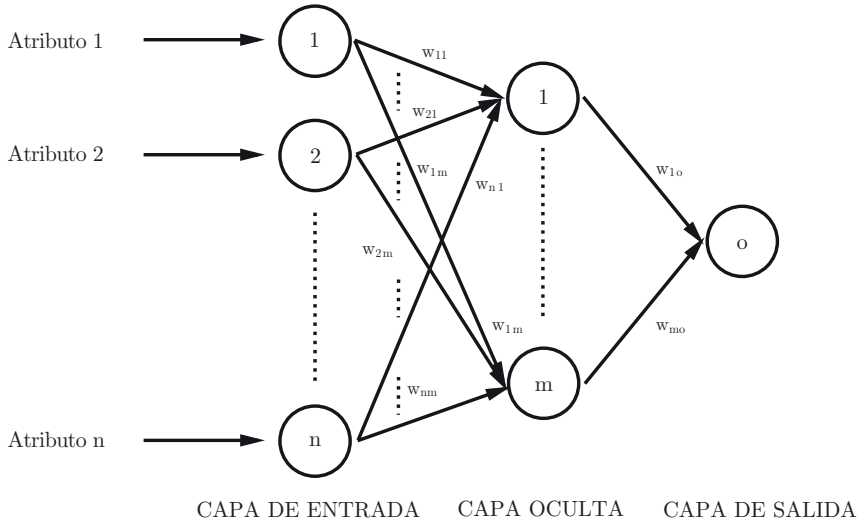 Atributo 1
1
w11
1
w21
Atributo 2
2
w1m
wn1
w1o
o
w2m
w1m
wmo
m
wnm
Atributo n
n
CAPA DE ENTRADA
CAPA OCULTA
CAPA DE SALIDA